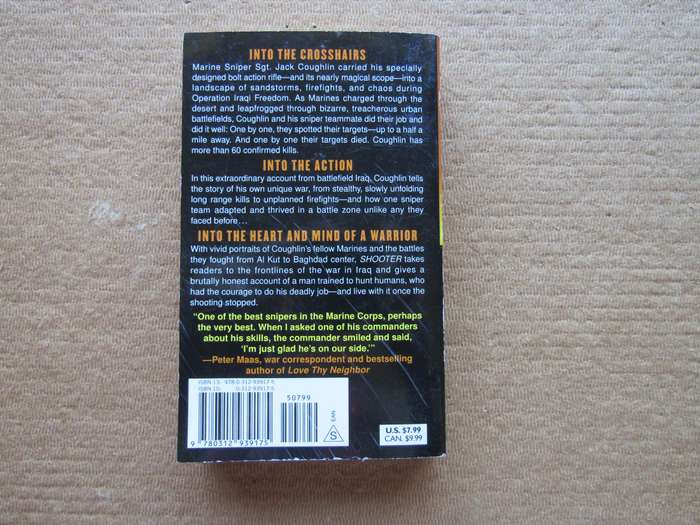 INTO THE CROSSHAIRS
Marine Sniper Sgt. Jack Coughlin carried his specially
designed bolt action rifle—and its nearly magical scope—into a
landscape of sandstorms, firefights, and chaos during
Operation Iraqi Freedom. As Marines charged through the
desert and leapfrogged through bizarre, treacherous urban
battlefields, Coughlin and his sniper teammate did their job and
did it well: One by one, they spotted their targets—up to a half a
mile away. And one by one their targets died. Coughlin has
more than 60 confirmed kills.
INTO THE ACTION
In this extraordinary account from battlefield Iraq, Coughlin tells
the story of his own unique war, from stealthy, slowly unfolding
long range kills to unplanned firefights—and how one sniper
team adapted and thrived in a battle zone unlike any they
faced before...
INTO THE HEART AND MIND OF A WARRIOR
With vivid portraits of Coughlin's fellow Marines and the battles
they fought from Al Kut to Baghdad center, SHOOTER takes
readers to the frontlines of the war in Iraq and gives a
brutally honest account of a man trained to hunt humans, who
had the courage to do his deadly job—and live with it once the
shooting stopped.
"One of the best snipers in the Marine Corps, perhaps
the very best. When I asked one of his commanders
about his skills, the commander smiled and said,
'I'm just glad he's on our side.'"
—Peter Maas, war correspondent and bestselling
author of Love Thy Neighbor
ISBN 13: 978-0-312-93917-5
0-312-93917-5
50799
9 780312 939175
S
EAN
U.S. $7.99
CAN. $9.99